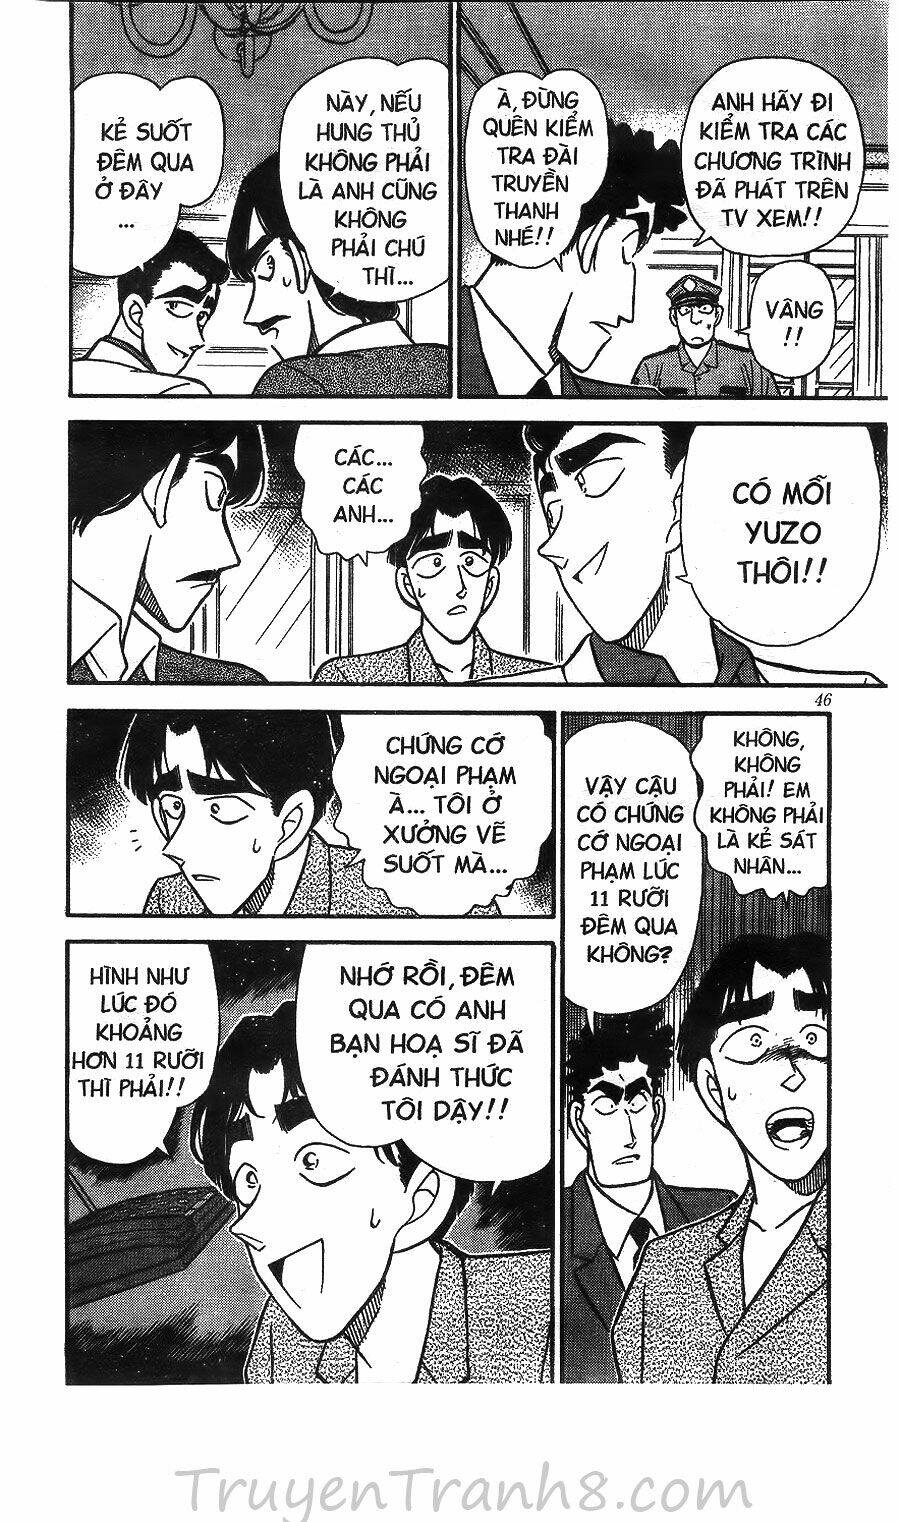 ANH HÃY ĐI
KIỂM TRA CÁC
CHƯƠNG TRÌNH
ĐÃ PHÁT TRÊN
TV XEM!!
VÂNG
!!
À, ĐỪNG
QUÊN KIỂM
TRA ĐÀI
TRUYỀN
THANH
NHÉ!!
NÀY, NẾU
HUNG THỦ
KHÔNG PHẢI
LÀ ANH CŨNG
KHÔNG
PHẢI CHÚ
THÌ...
KẺ SUỐT
ĐÊM QUA
Ở ĐÂY
...
CÓ MỖI
YUZO
THÔI!!
CÁC...
CÁC
ANH...
46
KHÔNG,
KHÔNG
PHẢI! EM
KHÔNG PHẢI
LÀ KẺ SÁT
NHÂN...
VẬY CẬU
CÓ CHỨNG
CỚ NGOẠI
PHẠM LÚC
11 RƯỠI
ĐÊM QUA
KHÔNG?
CHỨNG CỚ
NGOẠI PHẠM
À... TÔI Ở
XƯỞNG VẼ
SUỐT MÀ...
NHỚ RỒI, ĐÊM
QUA CÓ ANH
BẠN HOẠ SĨ ĐÃ
ĐÁNH THỨC
TÔI DẬY!!
HÌNH NHƯ
LÚC ĐÓ
KHOẢNG
HƠN 11 RƯỠI
THÌ PHẢI!!
TruyenTranh8.com